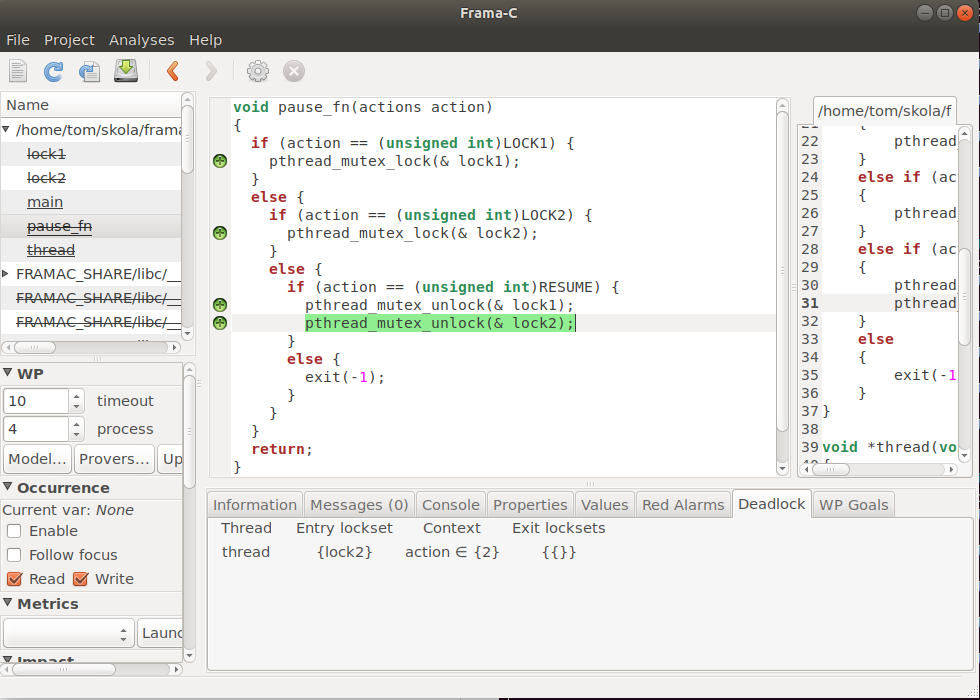 Frama-C
File Project Analyses Help
Name
/home/tom/skola/frama
lock1
lock2
main
pause_fn
thread
FRAMAC_SHARE/libc/__
FRAMAC_SHARE/libc/__
FRAMAC_SHARE/libc/__
WP
10 timeout
4 process
Model... Provers... Up
Occurrence
Current var: None
Enable
Follow focus
Read Write
Metrics
Launc
Impact
void pause_fn(actions action)
{
if (action == (unsigned int)LOCK1) {
pthread_mutex_lock(& lock1);
}
else {
if (action == (unsigned int)LOCK2) {
pthread_mutex_lock(& lock2);
}
else {
if (action == (unsigned int)RESUME) {
pthread_mutex_unlock(& lock1);
pthread_mutex_unlock(& lock2);
}
else {
exit(-1);
}
}
}
return;
}
/home/tom/skola/f
21 {
22 pthread_
23 }
24 else if (ac
25 {
26 pthread_
27 }
28 else if (ac
29 {
30 pthread
31 pthread
32 }
33 else
34 {
35 exit(-1
36 }
37 }
38
39 void *thread(vo
40 {
Information Messages (0) Console Properties Values Red Alarms Deadlock WP Goals
Thread Entry lockset Context Exit locksets
thread {lock2} action ∈ {2} {{}}